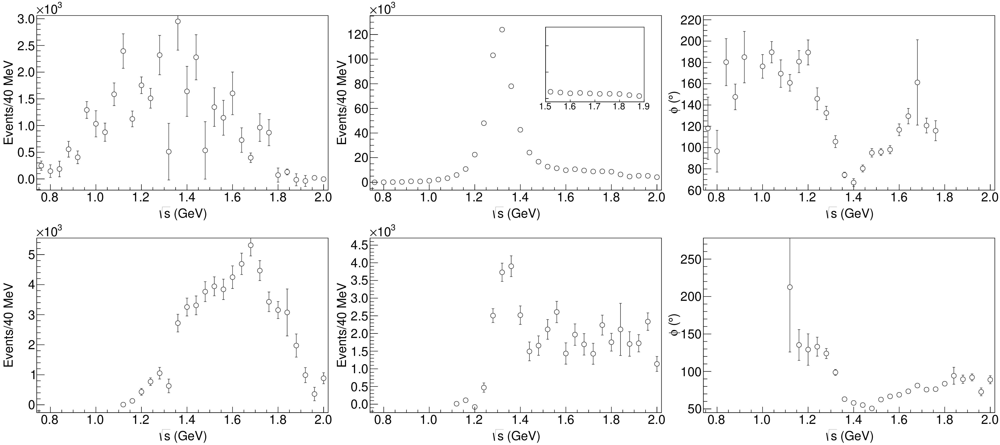 ×10³
3.0
2.5
2.0
1.5
1.0
0.5
0.0
Events/40 MeV
0.8 1.0 1.2 1.4 1.6 1.8 2.0
√s (GeV)
×10³
120
100
80
60
40
20
0
Events/40 MeV
1.5 1.6 1.7 1.8 1.9
0.8 1.0 1.2 1.4 1.6 1.8 2.0
√s (GeV)
220
200
180
160
140
120
100
80
60
ϕ (°)
0.8 1.0 1.2 1.4 1.6 1.8 2.0
√s (GeV)
×10³
5
4
3
2
1
0
Events/40 MeV
0.8 1.0 1.2 1.4 1.6 1.8 2.0
√s (GeV)
×10³
4.5
4.0
3.5
3.0
2.5
2.0
1.5
1.0
0.5
0.0
Events/40 MeV
0.8 1.0 1.2 1.4 1.6 1.8 2.0
√s (GeV)
250
200
150
100
50
ϕ (°)
0.8 1.0 1.2 1.4 1.6 1.8 2.0
√s (GeV)